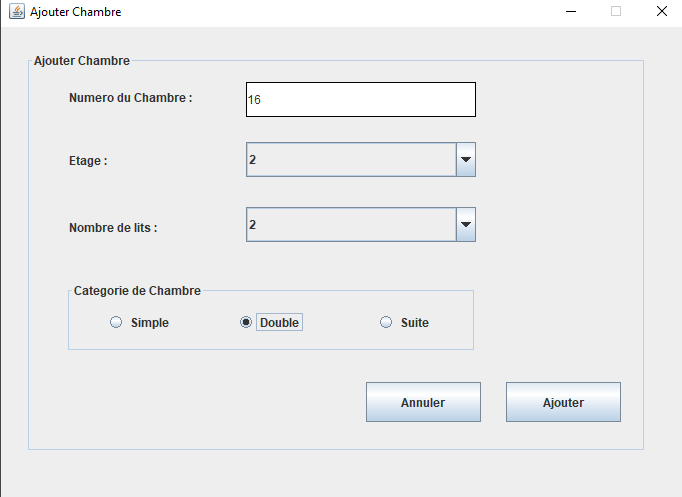 Ajouter Chambre
Ajouter Chambre
Numero du Chambre :
16
Etage :
2
Nombre de lits :
2
Categorie de Chambre
Simple
Double
Suite
Annuler
Ajouter